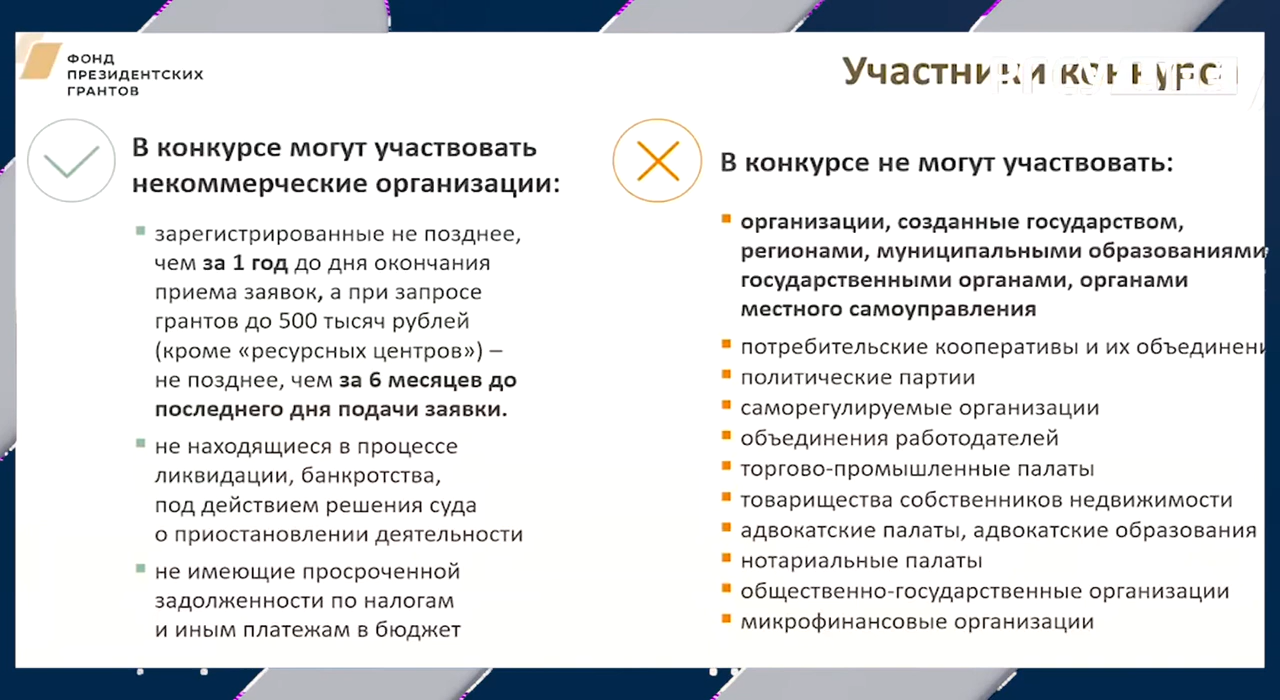 ФОНД
ПРЕЗИДЕНТСКИХ
ГРАНТОВ
Участники
В конкурсе могут участвовать
некоммерческие организации:
зарегистрированные не позднее,
чем за 1 год до дня окончания
приема заявок, а при запросе
грантов до 500 тысяч рублей
(кроме «ресурсных центров») –
не позднее, чем за 6 месяцев до
последнего дня подачи заявки.
не находящиеся в процессе
ликвидации, банкротства,
под действием решения суда
о приостановлении деятельности
не имеющие просроченной
задолженности по налогам
и иным платежам в бюджет
В конкурсе не могут участвовать:
организации, созданные государством,
регионами, муниципальными образованиями,
государственными органами, органами
местного самоуправления
потребительские кооперативы и их объединени
политические партии
саморегулируемые организации
объединения работодателей
торгово-промышленные палаты
товарищества собственников недвижимости
адвокатские палаты, адвокатские образования
нотариальные палаты
общественно-государственные организации
микрофинансовые организации